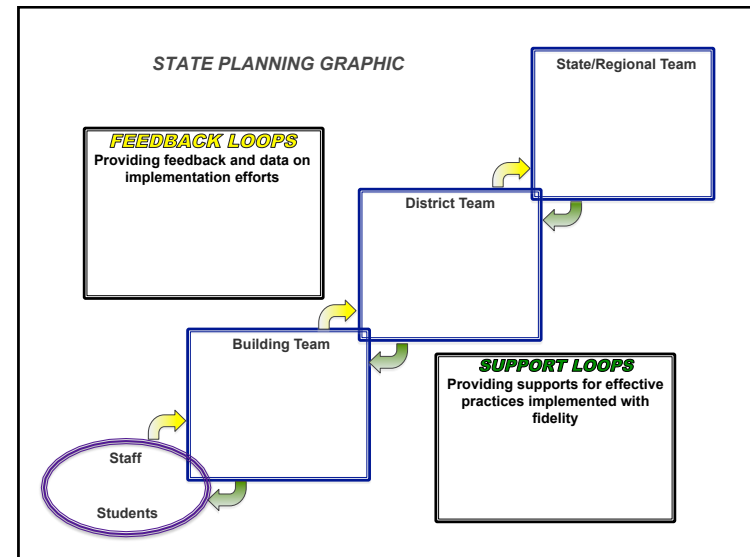 STATE PLANNING GRAPHIC
State/Regional Team
FEEDBACK LOOPS
Providing feedback and data on
implementation efforts
District Team
Building Team
SUPPORT LOOPS
Providing supports for effective
practices implemented with
fidelity
Staff
Students